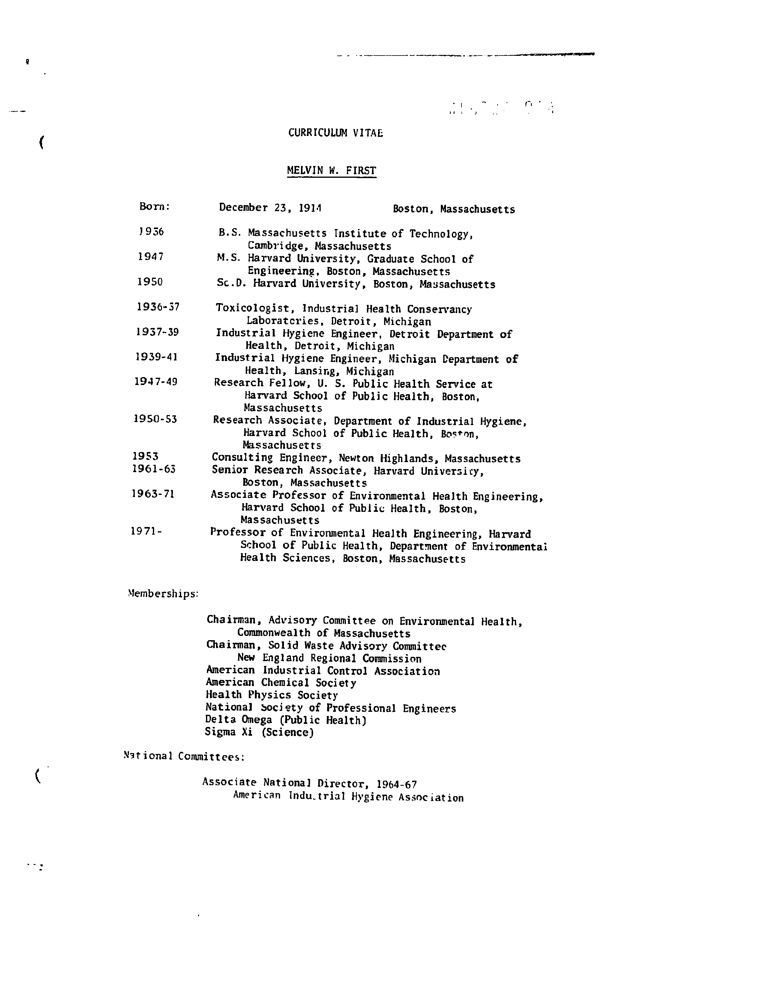 CURRICULUM VITAE
MELVIN W. FIRST
Born: December 23, 1914 Boston, Massachusetts
1936 B.S. Massachusetts Institute of Technology,
Cambridge, Massachusetts
1947 M.S. Harvard University, Graduate School of
Engineering, Boston, Massachusetts
1950 Sc.D. Harvard University, Boston, Massachusetts
1936-37 Toxicologist, Industrial Health Conservancy
Laboratories, Detroit, Michigan
1937-39 Industrial Hygiene Engineer, Detroit Department of
Health, Detroit, Michigan
1939-41 Industrial Hygiene Engineer, Michigan Department of
Health, Lansing, Michigan
1947-49 Research Fellow, U. S. Public Health Service at
Harvard School of Public Health, Boston,
Massachusetts
1950-53 Research Associate, Department of Industrial Hygiene,
Harvard School of Public Health, Boston,
Massachusetts
1953 Consulting Engineer, Newton Highlands, Massachusetts
1961-63 Senior Research Associate, Harvard University,
Boston, Massachusetts
1963-71 Associate Professor of Environmental Health Engineering,
Harvard School of Public Health, Boston,
Massachusetts
1971- Professor of Environmental Health Engineering, Harvard
School of Public Health, Department of Environmental
Health Sciences, Boston, Massachusetts
Memberships:
Chairman, Advisory Committee on Environmental Health,
Commonwealth of Massachusetts
Chairman, Solid Waste Advisory Committee
New England Regional Commission
American Industrial Control Association
American Chemical Society
Health Physics Society
National Society of Professional Engineers
Delta Omega (Public Health)
Sigma Xi (Science)
National Committees:
Associate National Director, 1964-67
American Industrial Hygiene Association